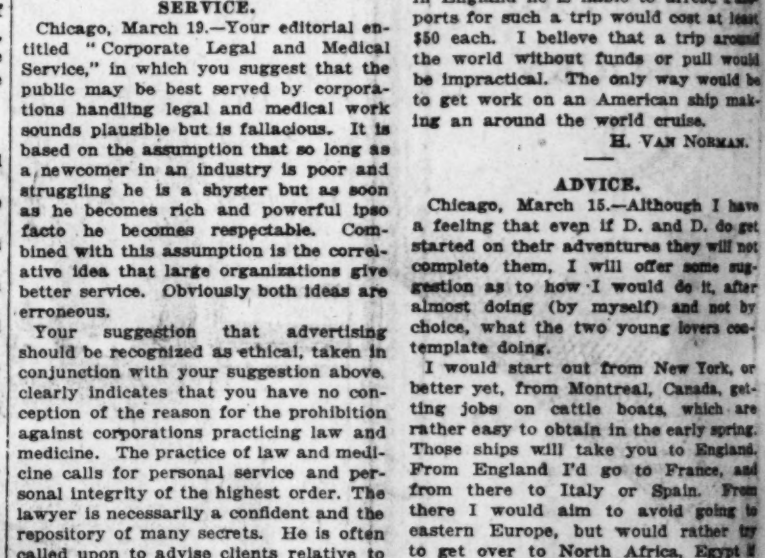 SERVICE.
Chicago, March 19.—Your editorial en-
titled "Corporate Legal and Medical
Service," in which you suggest that the
public may be best served by corpora-
tions handling legal and medical work
sounds plausible but is fallacious. It is
based on the assumption that so long as
a newcomer in an industry is poor and
struggling he is a shyster but as soon
as he becomes rich and powerful ipso
facto he becomes respectable. Com-
bined with this assumption is the correl-
ative idea that large organizations give
better service. Obviously both ideas are
erroneous.
Your suggestion that advertising
should be recognized as ethical, taken in
conjunction with your suggestion above,
clearly indicates that you have no con-
ception of the reason for the prohibition
against corporations practicing law and
medicine. The practice of law and medi-
cine calls for personal service and per-
sonal integrity of the highest order. The
lawyer is necessarily a confident and the
repository of many secrets. He is often
called upon to advise clients relative to
ports for such a trip would cost at least
$50 each. I believe that a trip around
the world without funds or pull would
be impractical. The only way would be
to get work on an American ship mak-
ing an around the world cruise.
H. VAN NORMAN.
ADVICE.
Chicago, March 15.—Although I have
a feeling that even if D. and D. do get
started on their adventures they will not
complete them, I will offer some sug-
gestion as to how I would do it, after
almost doing (by myself) and not by
choice, what the two young lovers con-
template doing.
I would start out from New York, or
better yet, from Montreal, Canada, get-
ting jobs on cattle boats, which are
rather easy to obtain in the early spring.
Those ships will take you to England.
From England I'd go to France, and
from there to Italy or Spain. From
there I would aim to avoid going to
eastern Europe, but would rather try
to get over to North Africa,